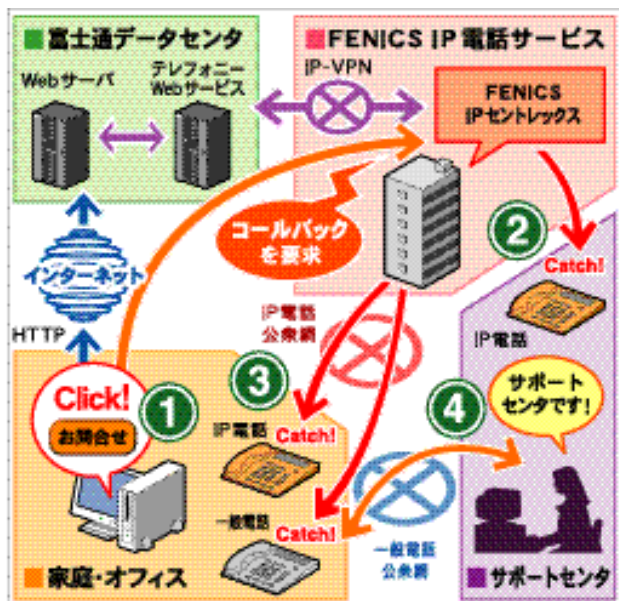 ■富士通データセンタ
Webサーバ
テレフォニー
Webサービス
■FENICS IP電話サービス
IP-VPN
FENICS
IPセントレックス
コールバック
を要求
インターネット
HTTP
2
Catch!
IP電話
IP電話
公衆網
Click!
お問合せ
1
3
IP電話
Catch!
一般電話
Catch!
4
サポート
センタです!
一般電話
公衆網
■家庭・オフィス
■サポートセンタ